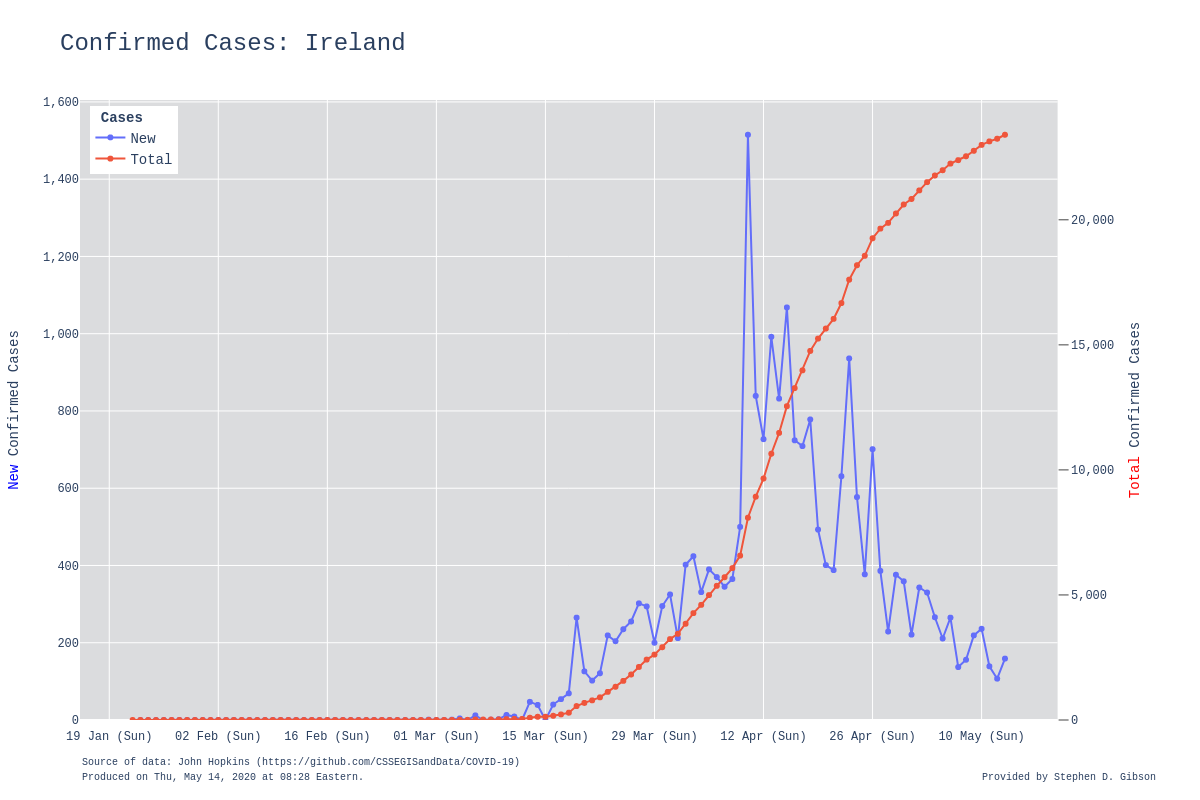 Confirmed Cases: Ireland
Cases
New
Total
1,600
1,400
1,200
1,000
800
600
400
200
0
New Confirmed Cases
20,000
15,000
10,000
5,000
0
Total Confirmed Cases
19 Jan (Sun) 02 Feb (Sun) 16 Feb (Sun) 01 Mar (Sun) 15 Mar (Sun) 29 Mar (Sun) 12 Apr (Sun) 26 Apr (Sun) 10 May (Sun)
Source of data: John Hopkins (https://github.com/CSSEGISandData/COVID-19)
Produced on Thu, May 14, 2020 at 08:28 Eastern.
Provided by Stephen D. Gibson